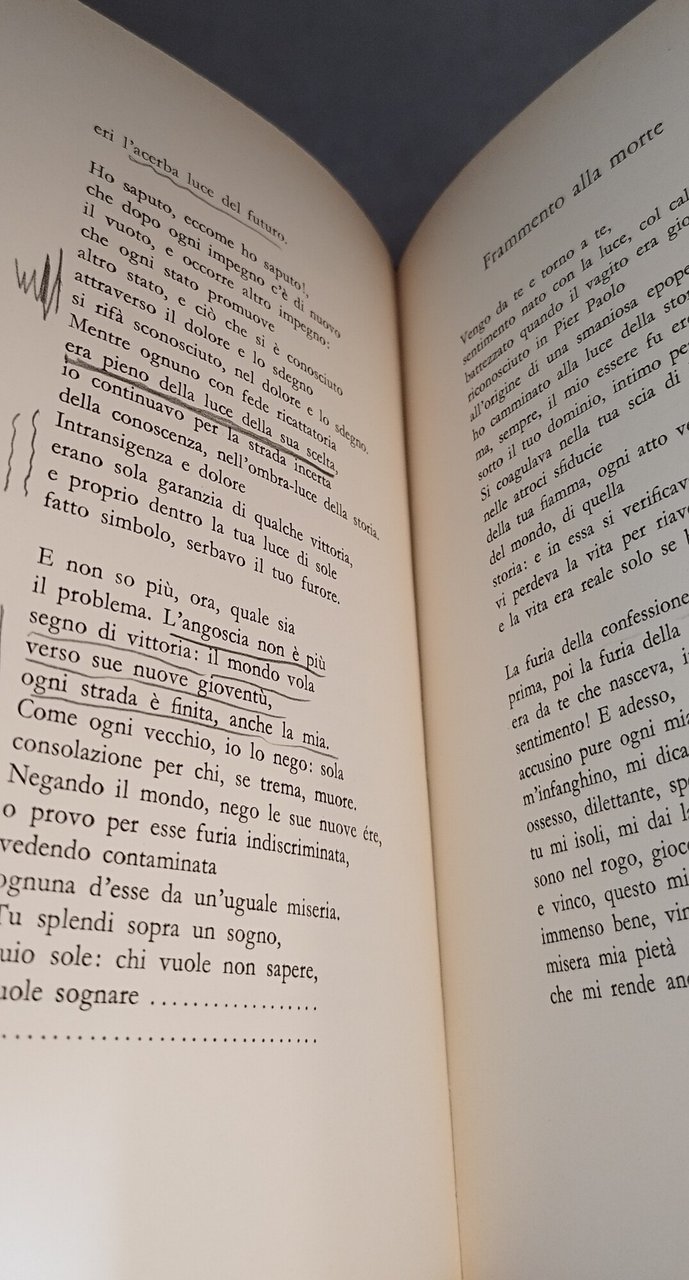 eri l'acerba luce del futuro.
Ho saputo, eccome ho saputo!,
che dopo ogni impegno c'è di nuovo
il vuoto, e occorre altro impegno:
che ogni stato promuove
altro stato, e ciò che si è conosciuto
attraverso il dolore e lo sdegno
si rifà sconosciuto, nel dolore e lo sdegno.
Mentre ognuno con fede ricattatoria
era pieno della luce della sua scelta,
io continuavo per la strada incerta
della conoscenza, nell'ombra-luce della storia.
Intransigenza e dolore
erano sola garanzia di qualche vittoria,
e proprio dentro la tua luce di sole
fatto simbolo, serbavo il tuo furore.
E non so più, ora, quale sia
il problema. L'angoscia non è più
segno di vittoria: il mondo vola
verso sue nuove gioventù,
ogni strada è finita, anche la mia.
Come ogni vecchio, io lo nego: sola
consolazione per chi, se trema, muore.
Negando il mondo, nego le sue nuove ére,
o provo per esse furia indiscriminata,
vedendo contaminata
ognuna d'esse da un'uguale miseria.
Tu splendi sopra un sogno,
uio sole: chi vuole non sapere,
uole sognare ..................
..............................
Frammento alla morte
Vengo da te e torno a te,
sentimento nato con la luce, col cal
battezzato quando il vagito era gio
riconosciuto in Pier Paolo
all'origine di una smaniosa epope
ho camminato alla luce della stor
ma, sempre, il mio essere fu ero
sotto il tuo dominio, intimo pe
Si coagulava nella tua scia di
nelle atroci sfiducie
della tua fiamma, ogni atto ve
del mondo, di quella
storia: e in essa si verificav
vi perdeva la vita per riav
e la vita era reale solo se b
La furia della confessione
prima, poi la furia della
era da te che nasceva, i
sentimento! E adesso,
accusino pure ogni mia
m'infanghino, mi dica
ossesso, dilettante, sp
tu mi isoli, mi dai la
sono nel rogo, gioco
e vinco, questo mi
immenso bene, vin
misera mia pietà
che mi rende an